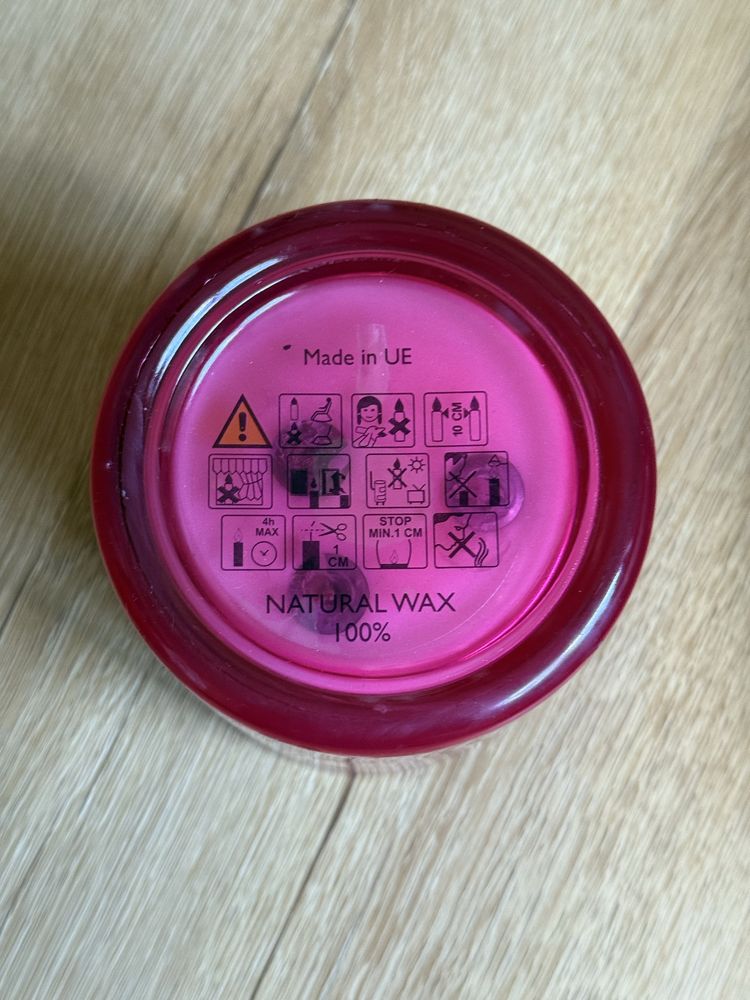 Made in UE
10 CM
4h
MAX
1
CM
STOP
MIN.1 CM
NATURAL WAX
100%